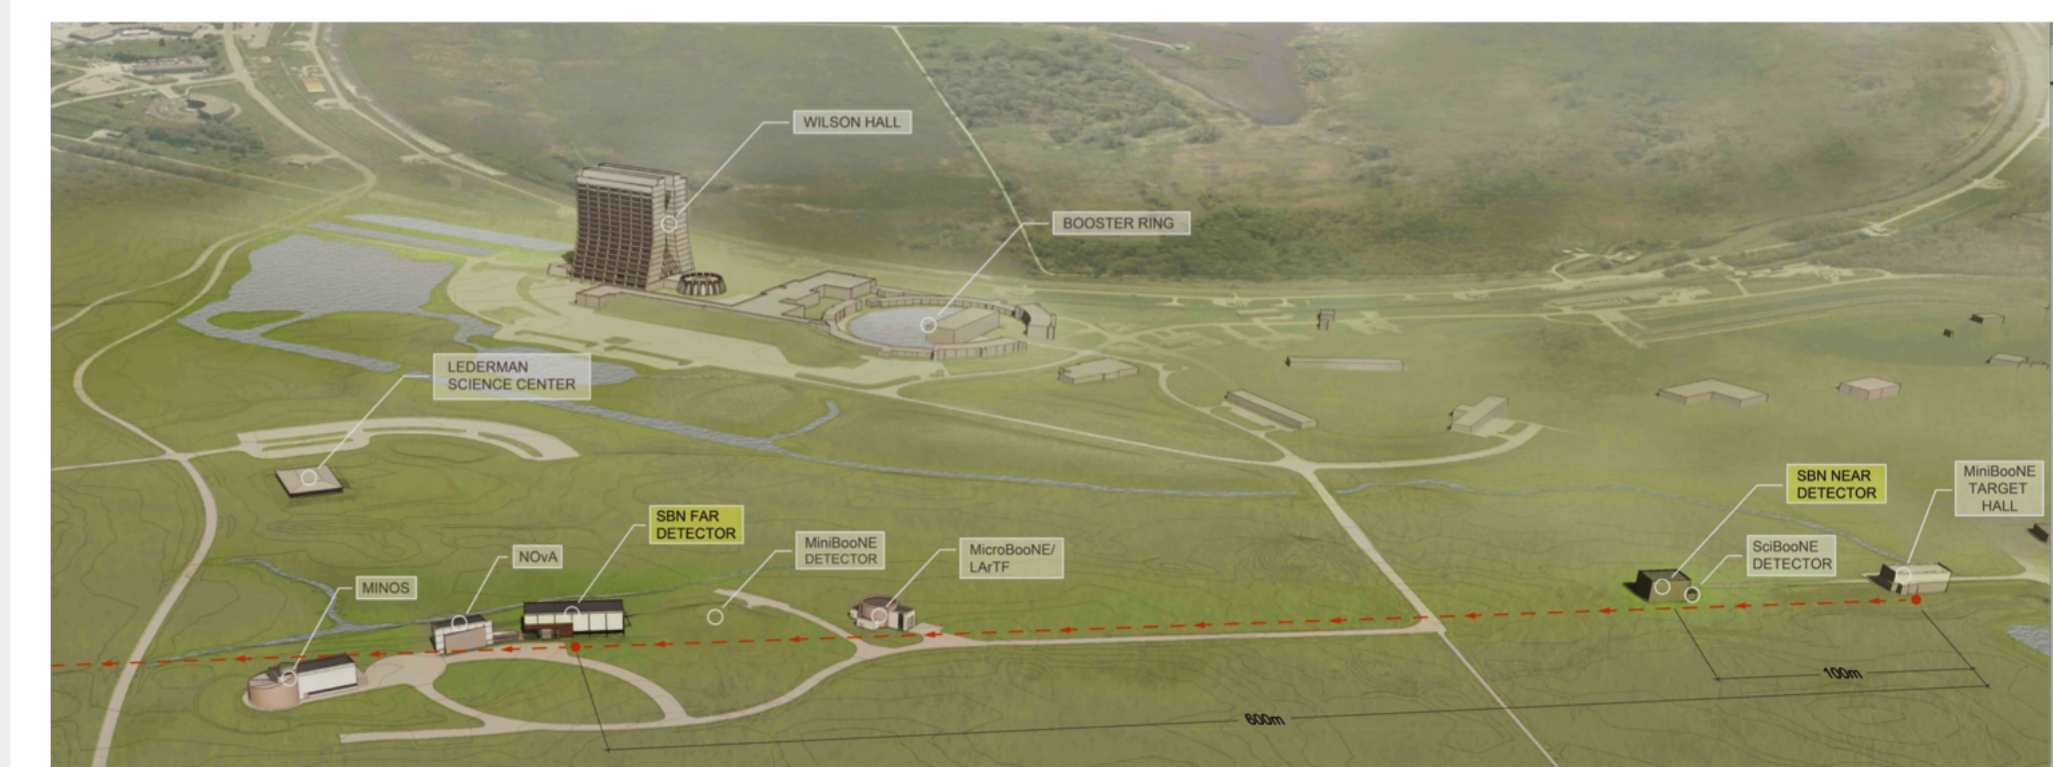 WILSON HALL
BOOSTER RING
LEDERMAN
SCIENCE CENTER
SBN NEAR
DETECTOR
MiniBooNE
TARGET
HALL
SBN FAR
DETECTOR
MiniBooNE
DETECTOR
MicroBooNE/
LArTF
SciBooNE
DETECTOR
NOvA
MINOS
100m
600m